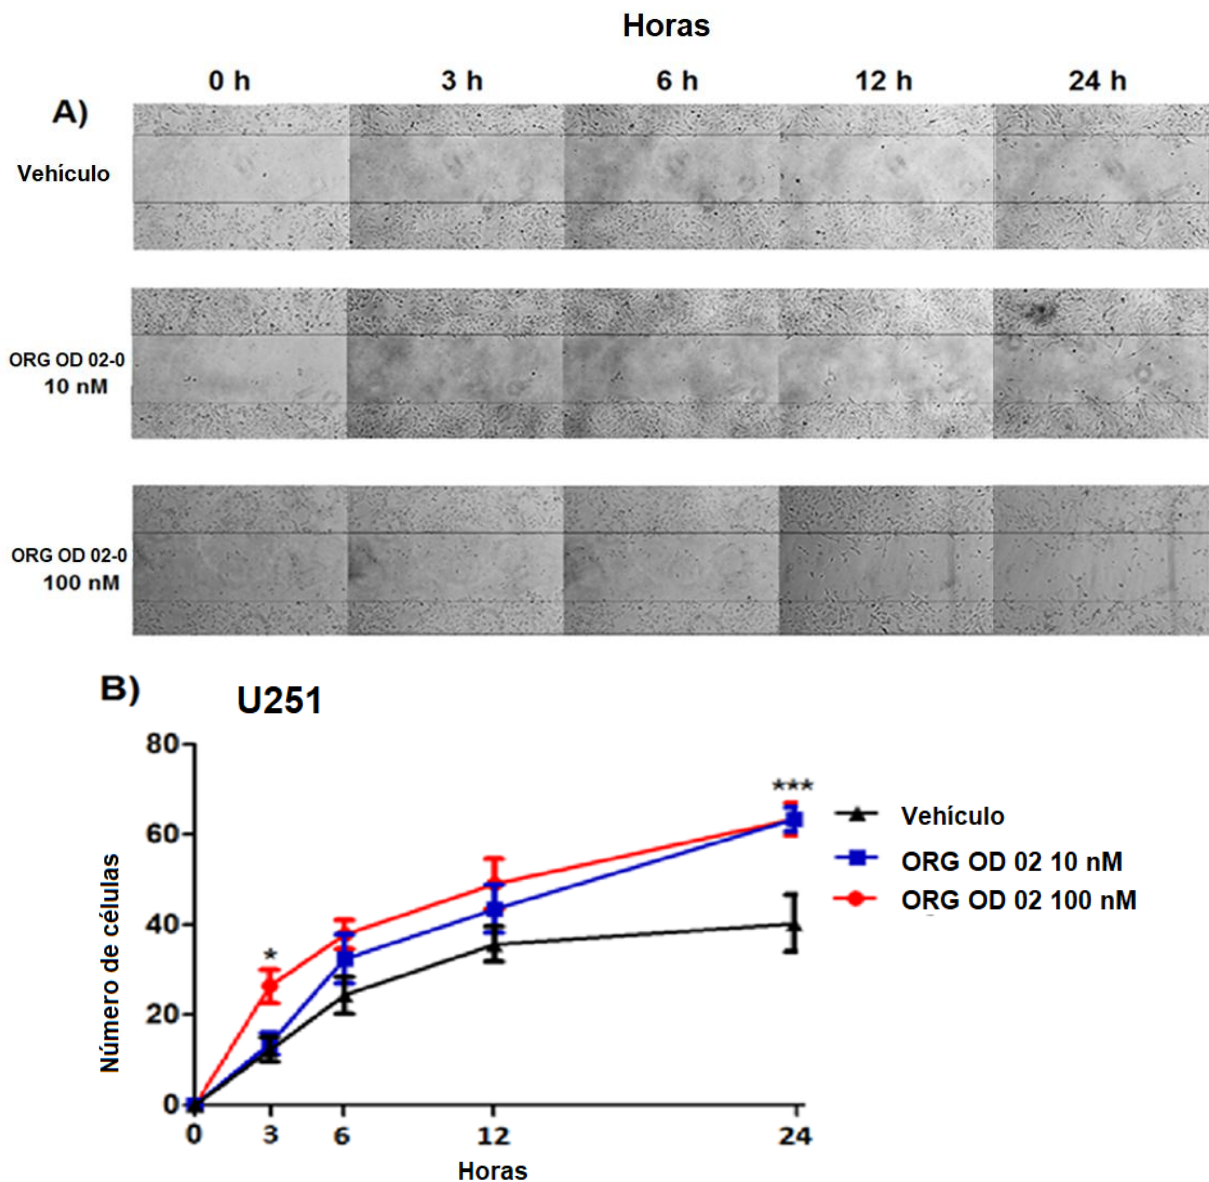 Horas
0 h 3 h 6 h 12 h 24 h
A)
Vehículo
ORG OD 02-0
10 nM
ORG OD 02-0
100 nM
B)
U251
80
60
40
20
0
Número de células
*
***
0 3 6 12 24
Horas
Vehículo
ORG OD 02 10 nM
ORG OD 02 100 nM